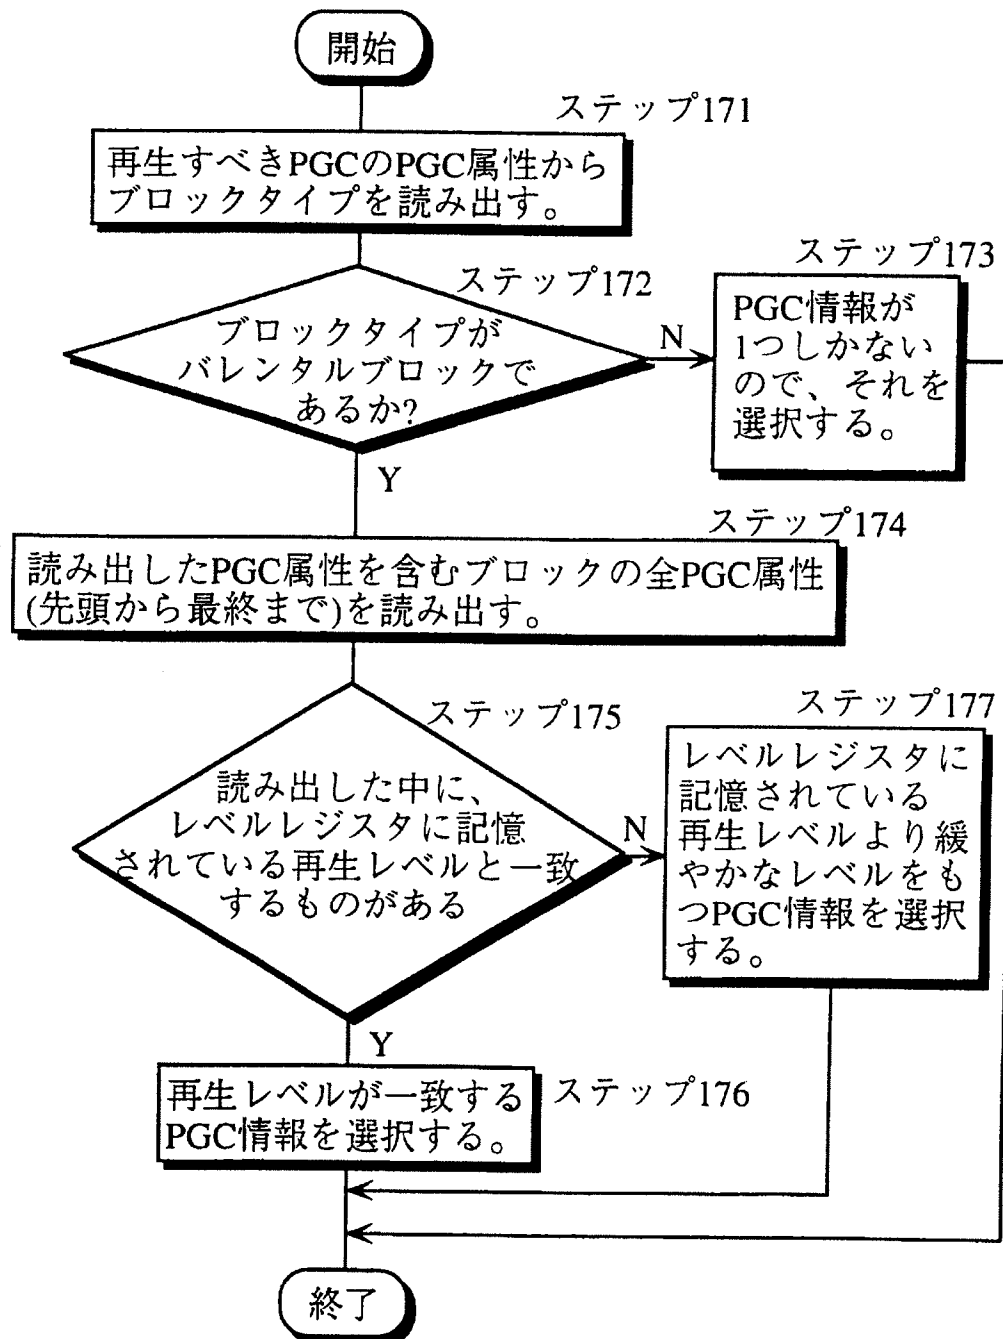 開始
ステップ171
再生すべきPGCのPGC属性から
ブロックタイプを読み出す。
ステップ172
ブロックタイプが
バレンタルブロックで
あるか?
N
Y
ステップ173
PGC情報が
1つしかない
ので、それを
選択する。
ステップ174
読み出したPGC属性を含むブロックの全PGC属性
(先頭から最終まで)を読み出す。
ステップ175
読み出した中に、
レベルレジスタに記憶
されている再生レベルと一致
するものがある
N
Y
ステップ177
レベルレジスタに
記憶されている
再生レベルより緩
やかなレベルをも
つPGC情報を選択
する。
再生レベルが一致する
PGC情報を選択する。
ステップ176
終了